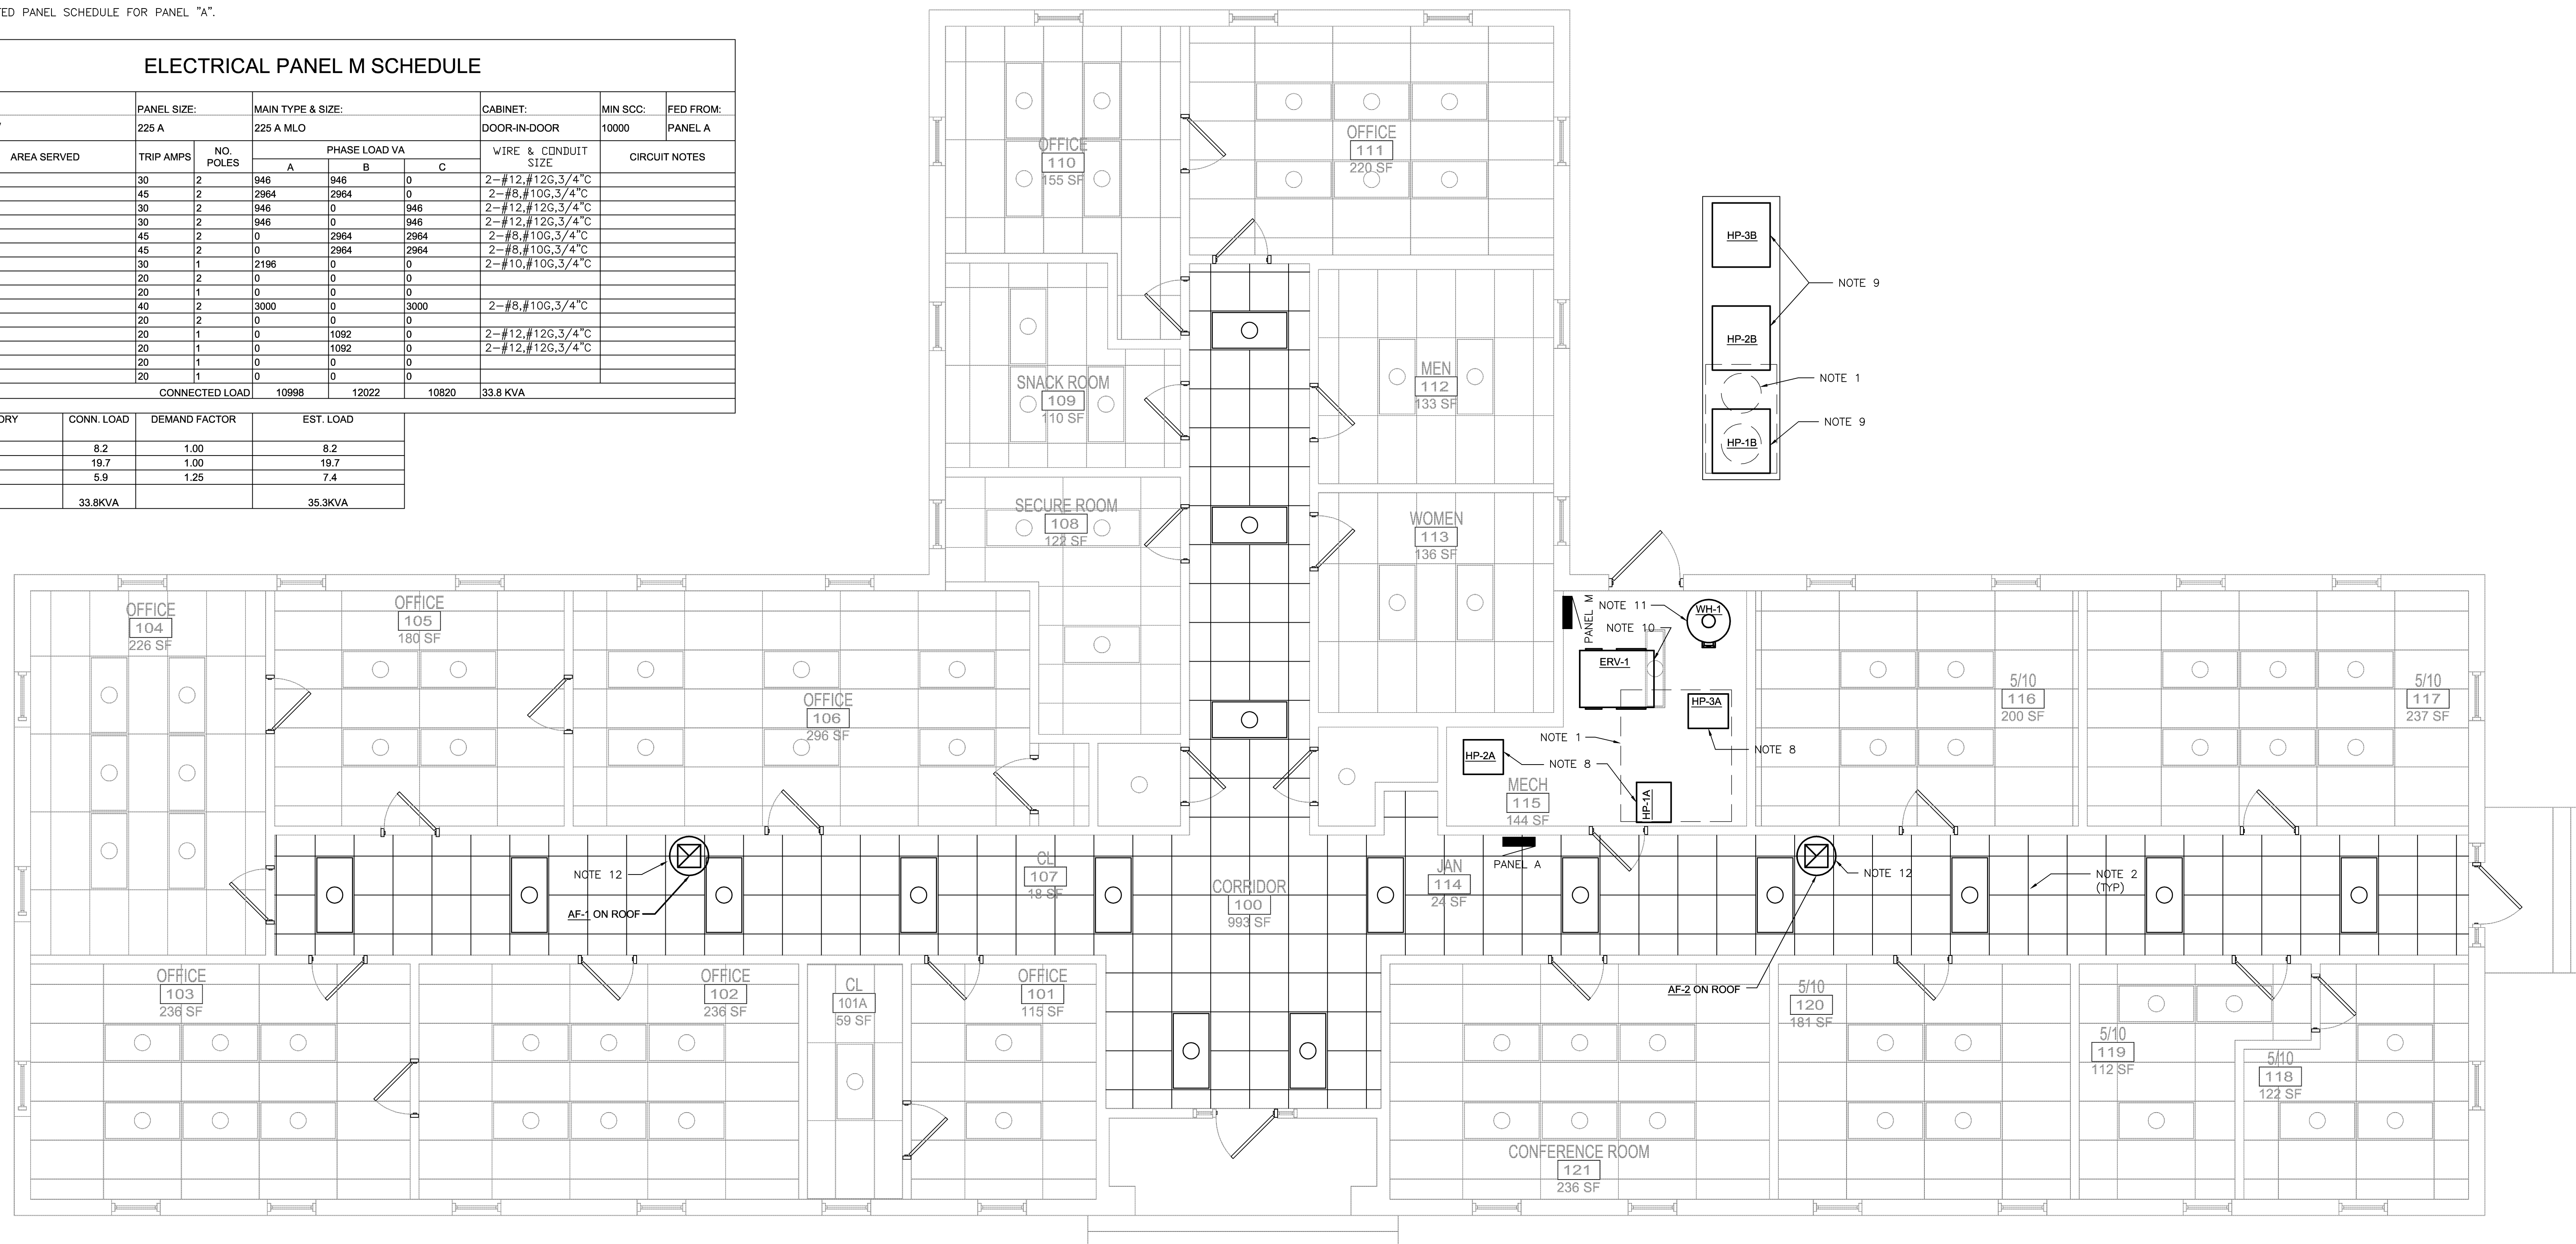 TED PANEL SCHEDULE FOR PANEL "A".
ELECTRICAL PANEL M SCHEDULE
PANEL SIZE: MAIN TYPE & SIZE: CABINET: MIN SCC: FED FROM:
225 A 225 A MLO DOOR-IN-DOOR 10000 PANEL A
AREA SERVED TRIP AMPS NO. POLES PHASE LOAD VA WIRE & CONDUIT SIZE CIRCUIT NOTES
A B C
30 2 946 946 0 2-#12,#12G,3/4"C
45 2 2964 2964 0 2-#8,#10G,3/4"C
30 2 946 0 946 2-#12,#12G,3/4"C
30 2 946 0 946 2-#12,#12G,3/4"C
45 2 0 2964 2964 2-#8,#10G,3/4"C
45 2 0 2964 2964 2-#8,#10G,3/4"C
30 1 2196 0 0 2-#10,#10G,3/4"C
20 2 0 0 0
20 1 0 0 0
40 2 3000 0 3000 2-#8,#10G,3/4"C
20 2 0 0 0
20 1 0 1092 0 2-#12,#12G,3/4"C
20 1 0 1092 0 2-#12,#12G,3/4"C
20 1 0 0 0
20 1 0 0 0
CONNECTED LOAD 10998 12022 10820 33.8 KVA
ORY CONN. LOAD DEMAND FACTOR EST. LOAD
8.2 1.00 8.2
19.7 1.00 19.7
5.9 1.25 7.4
33.8KVA 35.3KVA
OFFICE
110
155 SF
OFFICE
111
220 SF
HP-3B
NOTE 9
HP-2B
NOTE 1
HP-1B
NOTE 9
SNACK ROOM
109
110 SF
MEN
112
133 SF
SECURE ROOM
108
122 SF
WOMEN
113
136 SF
OFFICE
104
226 SF
OFFICE
105
180 SF
OFFICE
106
296 SF
PANEL M
NOTE 11
WH-1
NOTE 10
ERV-1
HP-3A
NOTE 1
NOTE 8
HP-2A
NOTE 8
HP-1A
MECH
115
144 SF
5/10
116
200 SF
5/10
117
237 SF
NOTE 12
AF-1 ON ROOF
CL
107
18 SF
CORRIDOR
100
993 SF
JAN
114
24 SF
PANEL A
NOTE 12
NOTE 2
(TYP)
AF-2 ON ROOF
OFFICE
103
236 SF
OFFICE
102
236 SF
CL
101A
59 SF
OFFICE
101
115 SF
CONFERENCE ROOM
121
236 SF
5/10
120
181 SF
5/10
119
112 SF
5/10
118
122 SF